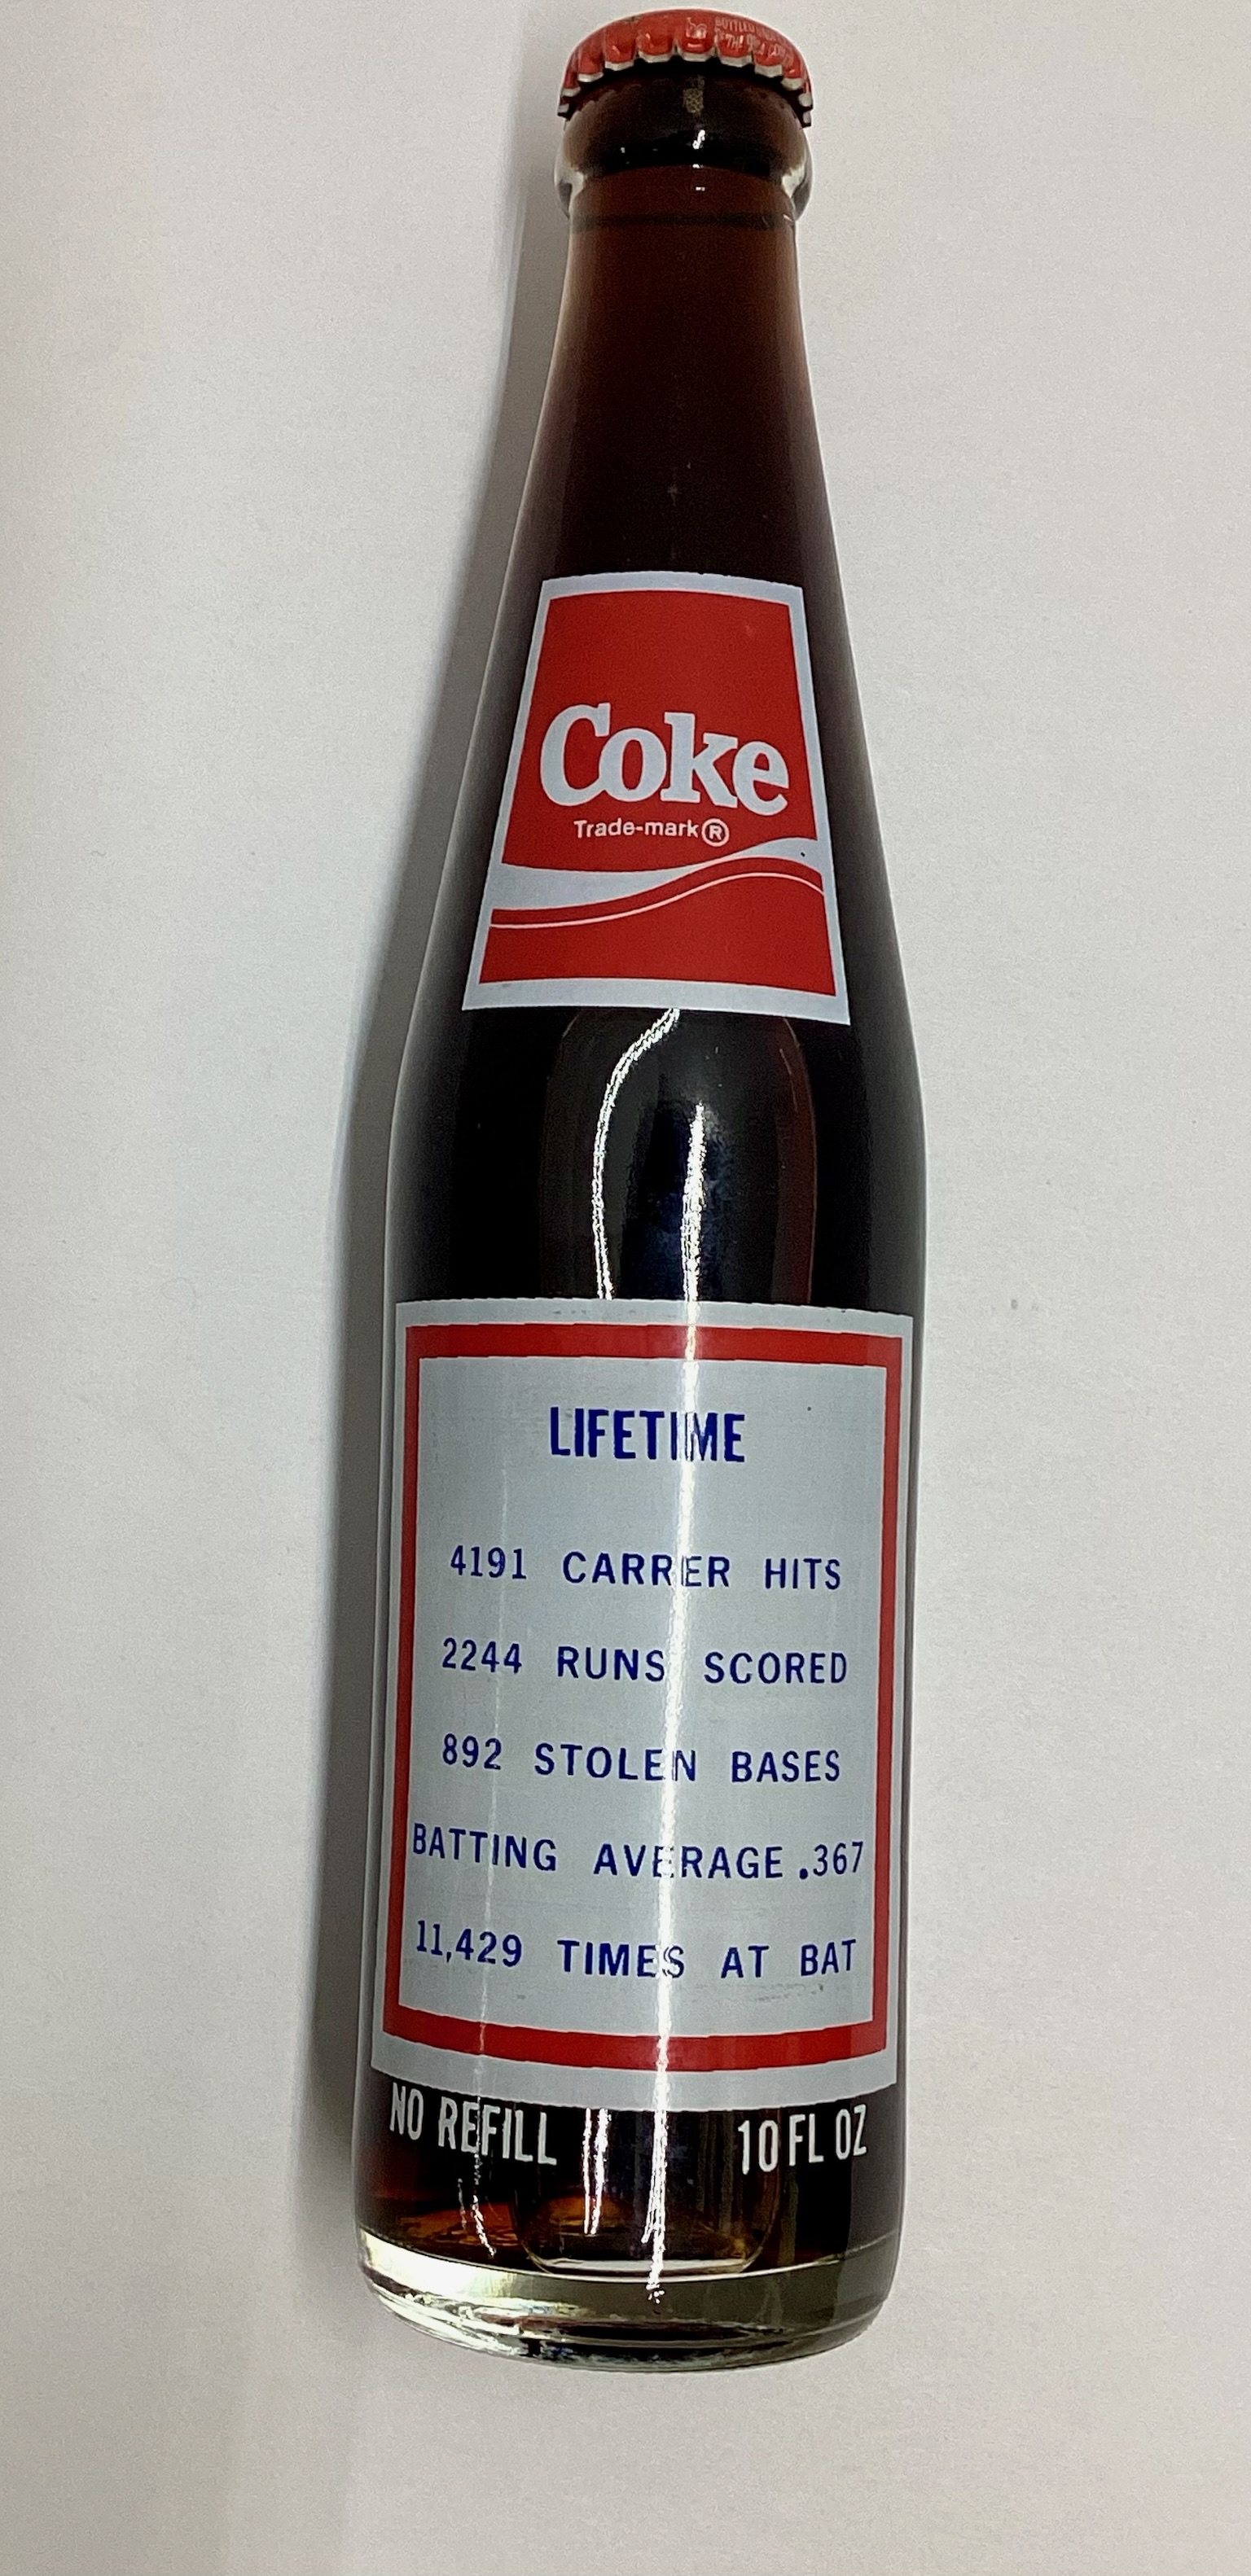 Coke
Trade-mark®
LIFETIME
4191 CARRER HITS
2244 RUNS SCORED
892 STOLEN BASES
BATTING AVERAGE .367
11,429 TIMES AT BAT
NO REFILL 10 FL OZ